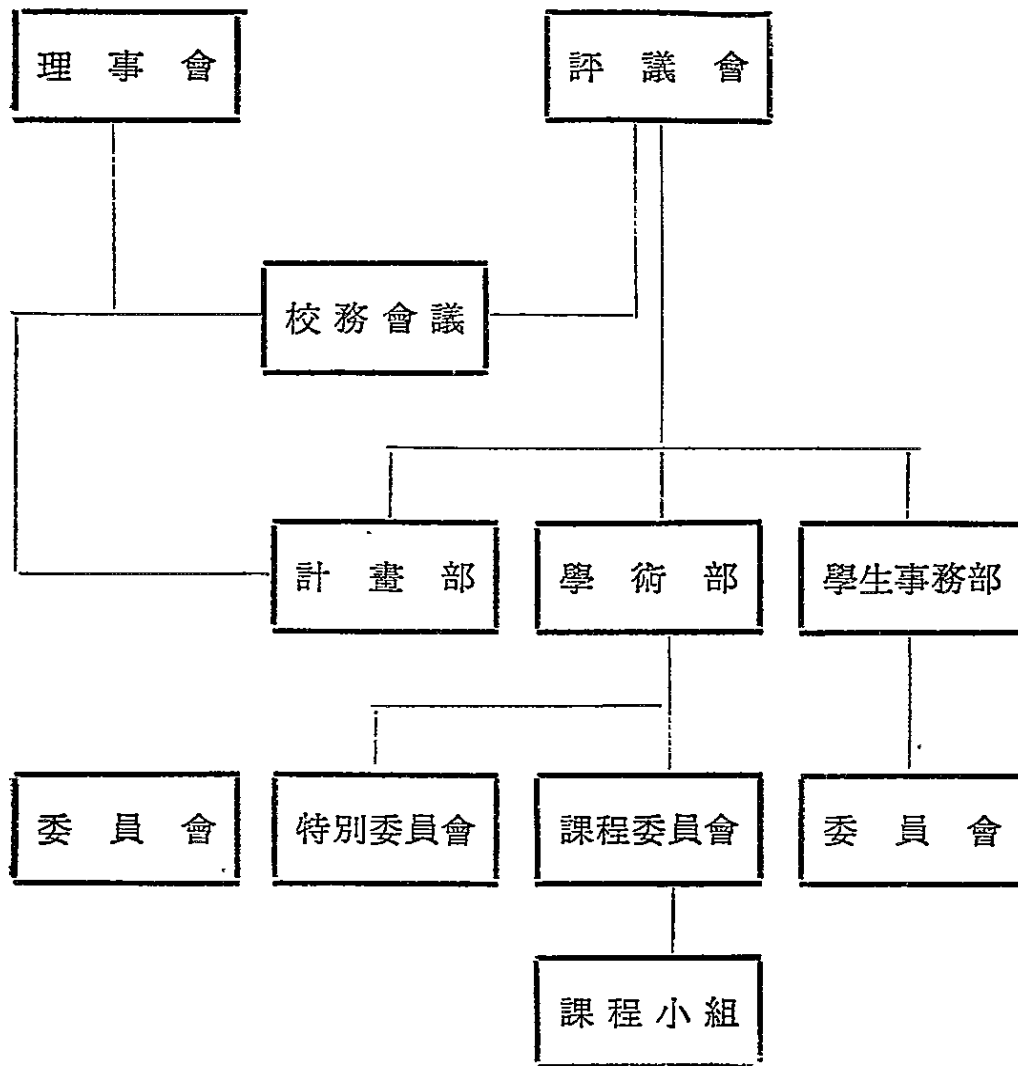 理事會
評議會
校務會議
計畫部
學術部
學生事務部
委員會
特別委員會
課程委員會
委員會
課程小組